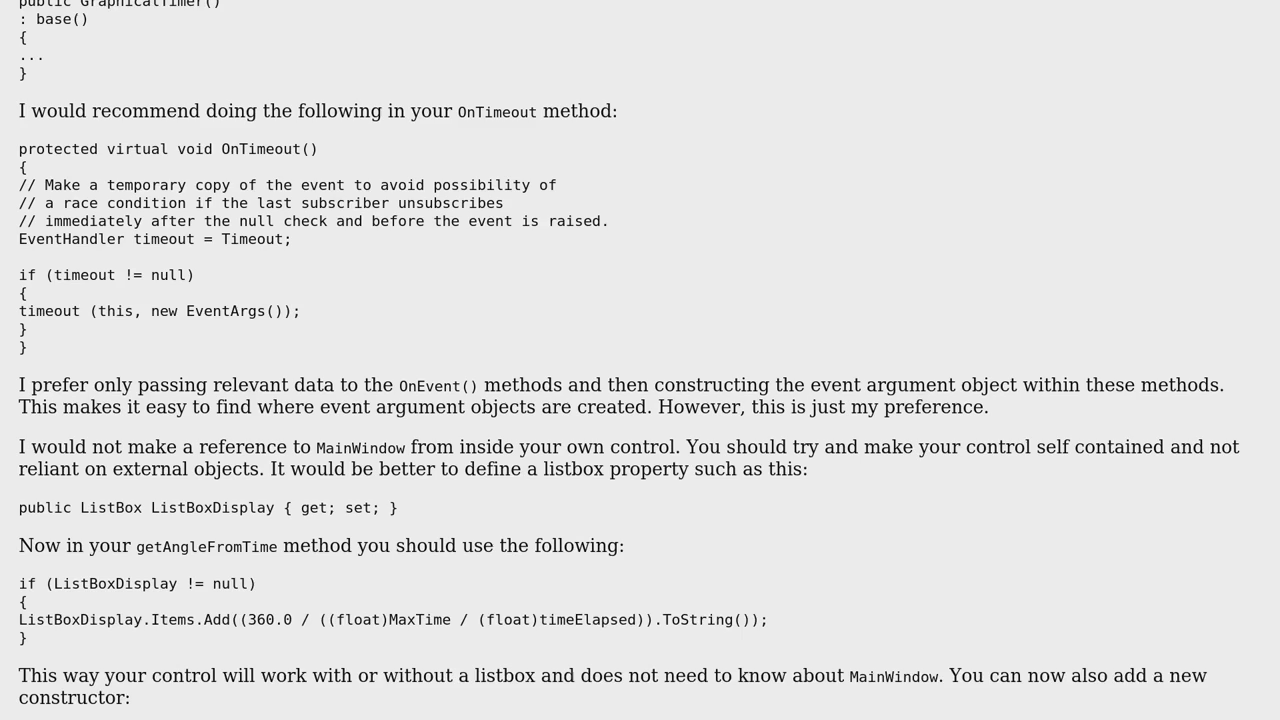 public GraphicalTimer()
: base()
{
...
}
I would recommend doing the following in your OnTimeout method:
protected virtual void OnTimeout()
{
// Make a temporary copy of the event to avoid possibility of
// a race condition if the last subscriber unsubscribes
// immediately after the null check and before the event is raised.
EventHandler timeout = Timeout;
if (timeout != null)
{
timeout (this, new EventArgs());
}
}
I prefer only passing relevant data to the OnEvent() methods and then constructing the event argument object within these methods.
This makes it easy to find where event argument objects are created. However, this is just my preference.
I would not make a reference to MainWindow from inside your own control. You should try and make your control self contained and not
reliant on external objects. It would be better to define a listbox property such as this:
public ListBox ListBoxDisplay { get; set; }
Now in your getAngleFromTime method you should use the following:
if (ListBoxDisplay != null)
{
ListBoxDisplay.Items.Add((360.0 / ((float)MaxTime / (float)timeElapsed)).ToString());
}
This way your control will work with or without a listbox and does not need to know about MainWindow. You can now also add a new
constructor: